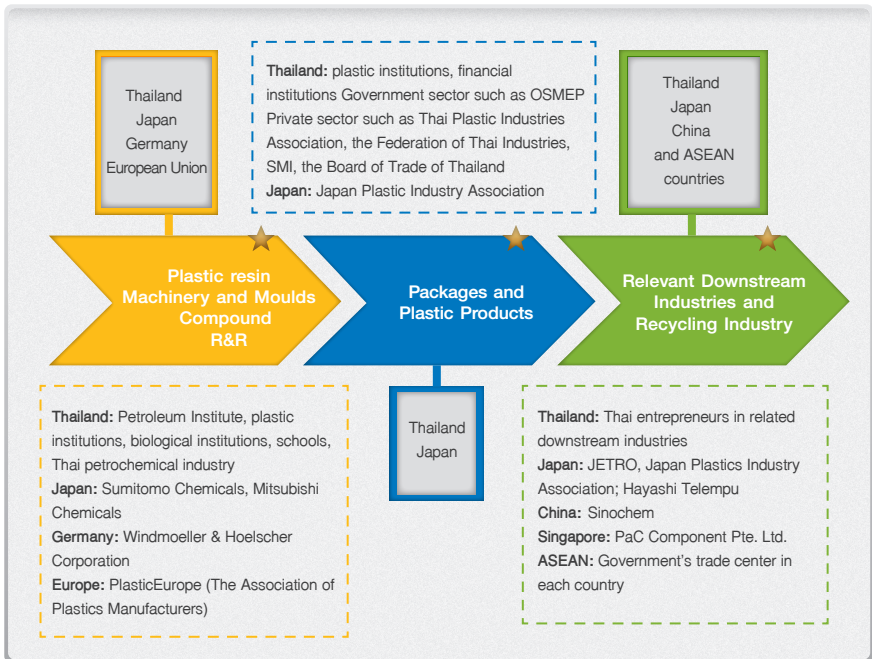 Thailand
Japan
Germany
European Union
Thailand: plastic institutions, financial
institutions Government sector such as OSMEP
Private sector such as Thai Plastic Industries
Association, the Federation of Thai Industries,
SMI, the Board of Trade of Thailand
Japan: Japan Plastic Industry Association
Thailand
Japan
China
and ASEAN
countries
Plastic resin
Machinery and Moulds
Compound
R&R
Packages and
Plastic Products
Relevant Downstream
Industries and
Recycling Industry
Thailand: Petroleum Institute, plastic
institutions, biological institutions, schools,
Thai petrochemical industry
Japan: Sumitomo Chemicals, Mitsubishi
Chemicals
Germany: Windmoeller & Hoelscher
Corporation
Europe: PlasticEurope (The Association of
Plastics Manufacturers)
Thailand
Japan
Thailand: Thai entrepreneurs in related
downstream industries
Japan: JETRO, Japan Plastics Industry
Association; Hayashi Telempu
China: Sinochem
Singapore: PaC Component Pte. Ltd.
ASEAN: Government's trade center in
each country